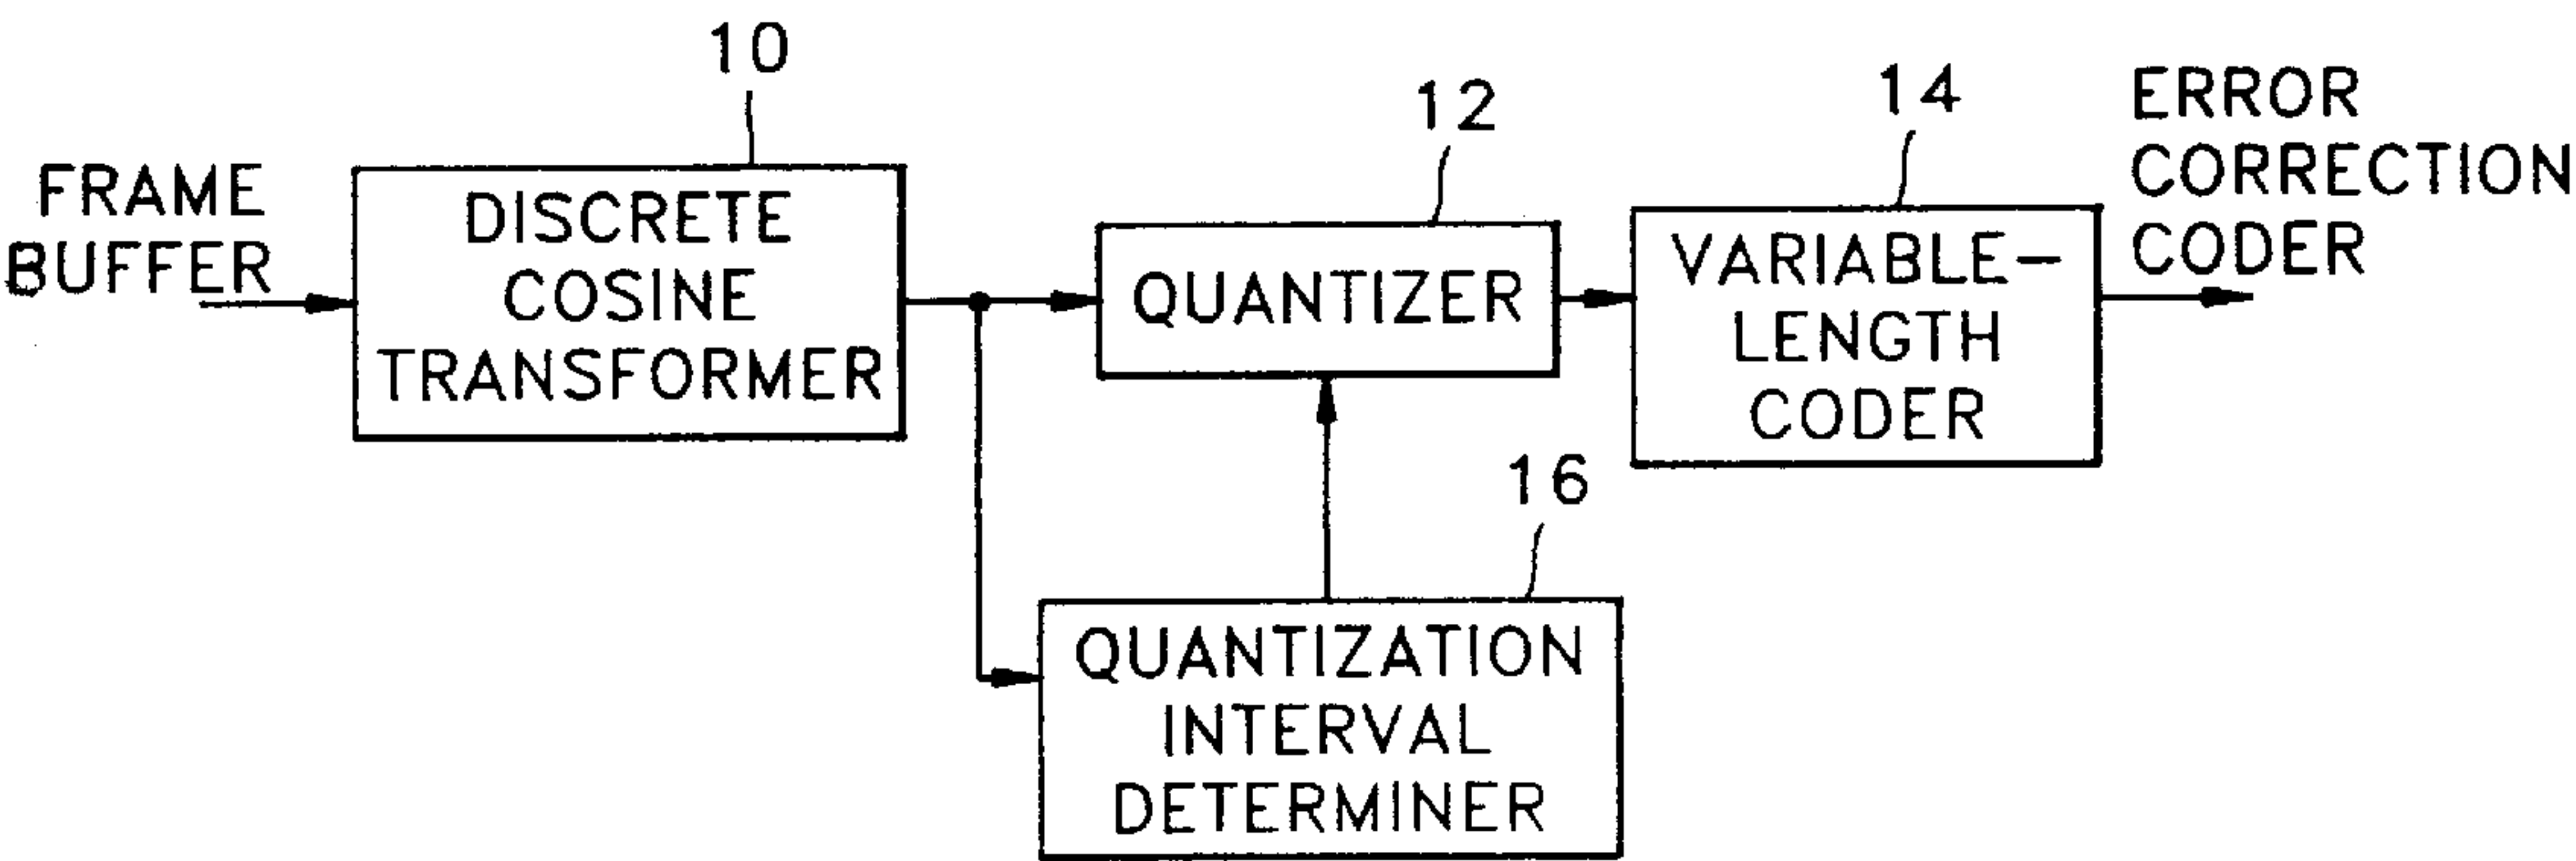 10
12
14
ERROR
CORRECTION
CODER
FRAME
BUFFER
DISCRETE
COSINE
TRANSFORMER
QUANTIZER
VARIABLE-
LENGTH
CODER
16
QUANTIZATION
INTERVAL
DETERMINER